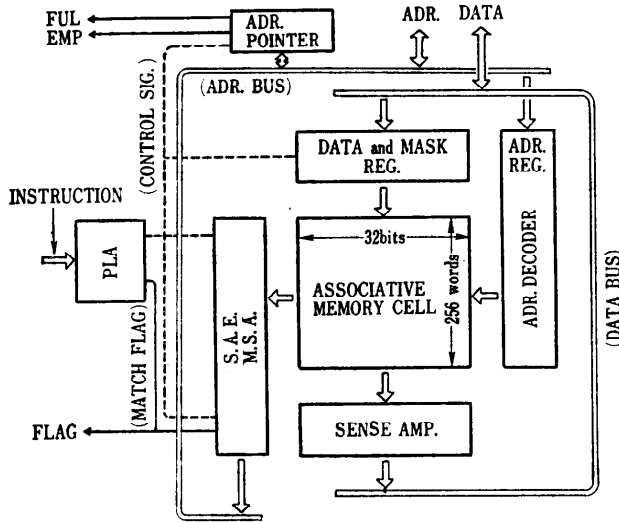 FUL
EMP
ADR.
POINTER
ADR.
DATA
(ADR. BUS)
(CONTROL SIG.)
DATA and MASK
REG.
ADR.
REG.
ADR. DECODER
INSTRUCTION
PLA
32bits
256 words
ASSOCIATIVE
MEMORY CELL
S. A. E.
M. S. A.
(DATA BUS)
(MATCH FLAG)
FLAG
SENSE AMP.